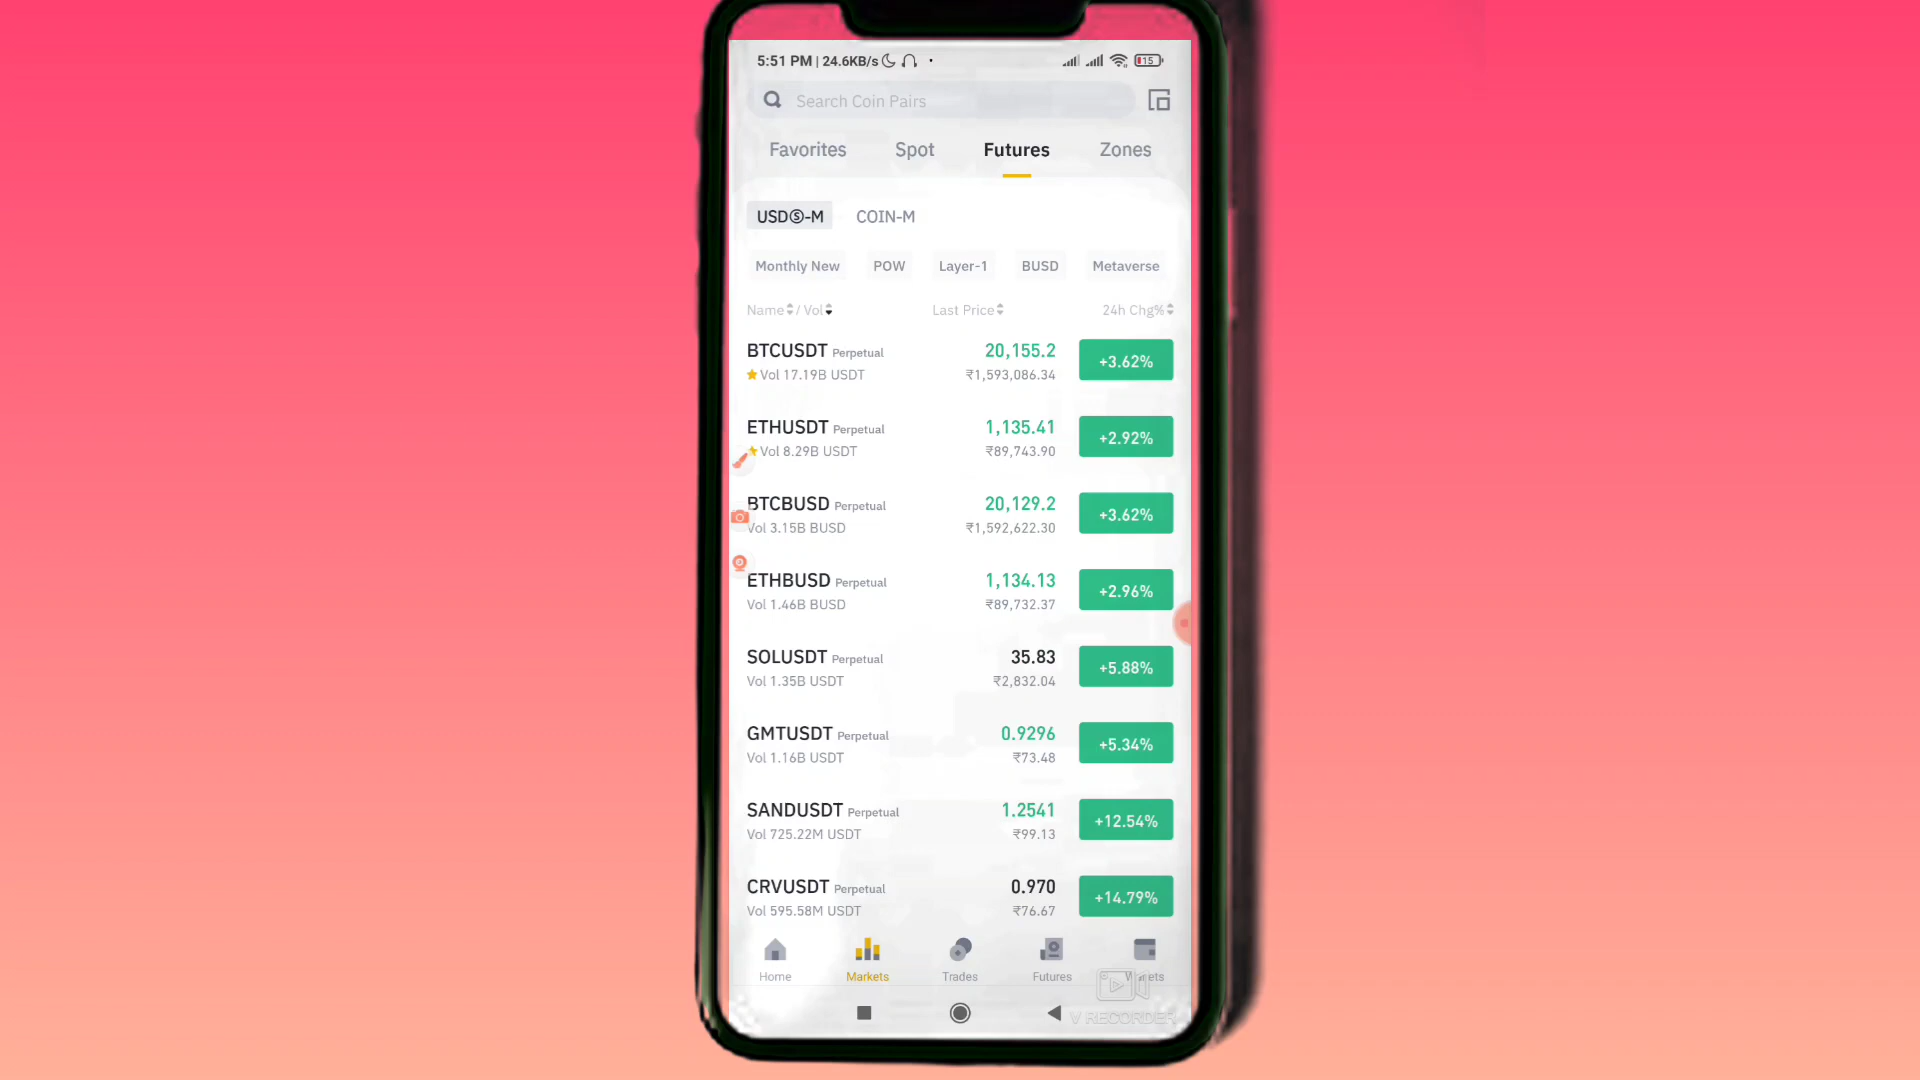 5:51 PM | 24.6KB/s
15
Search Coin Pairs
Favorites Spot Futures Zones
USDⓈ-M COIN-M
Monthly New POW Layer-1 BUSD Metaverse
Name / Vol Last Price 24h Chg%
BTCUSDT Perpetual 20,155.2 +3.62%
Vol 17.19B USDT ₹1,593,086.34
ETHUSDT Perpetual 1,135.41 +2.92%
Vol 8.29B USDT ₹89,743.90
BTCBUSD Perpetual 20,129.2 +3.62%
Vol 3.15B BUSD ₹1,592,622.30
ETHBUSD Perpetual 1,134.13 +2.96%
Vol 1.46B BUSD ₹89,732.37
SOLUSDT Perpetual 35.83 +5.88%
Vol 1.35B USDT ₹2,832.04
GMTUSDT Perpetual 0.9296 +5.34%
Vol 1.16B USDT ₹73.48
SANDUSDT Perpetual 1.2541 +12.54%
Vol 725.22M USDT ₹99.13
CRVUSDT Perpetual 0.970 +14.79%
Vol 595.58M USDT ₹76.67
Home Markets Trades Futures
V RECORDER